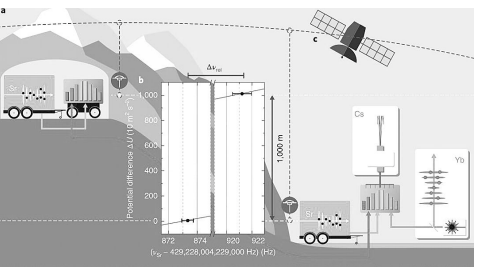 a
c
Δν_rel
Sr
b
Potential difference ΔU (10 m² s⁻²)
1,000
800
600
400
200
0
1,000 m
872
874
920
922
(ν_Sr − 429,228,004,229,000 Hz) (Hz)
Cs
Yb
Sr